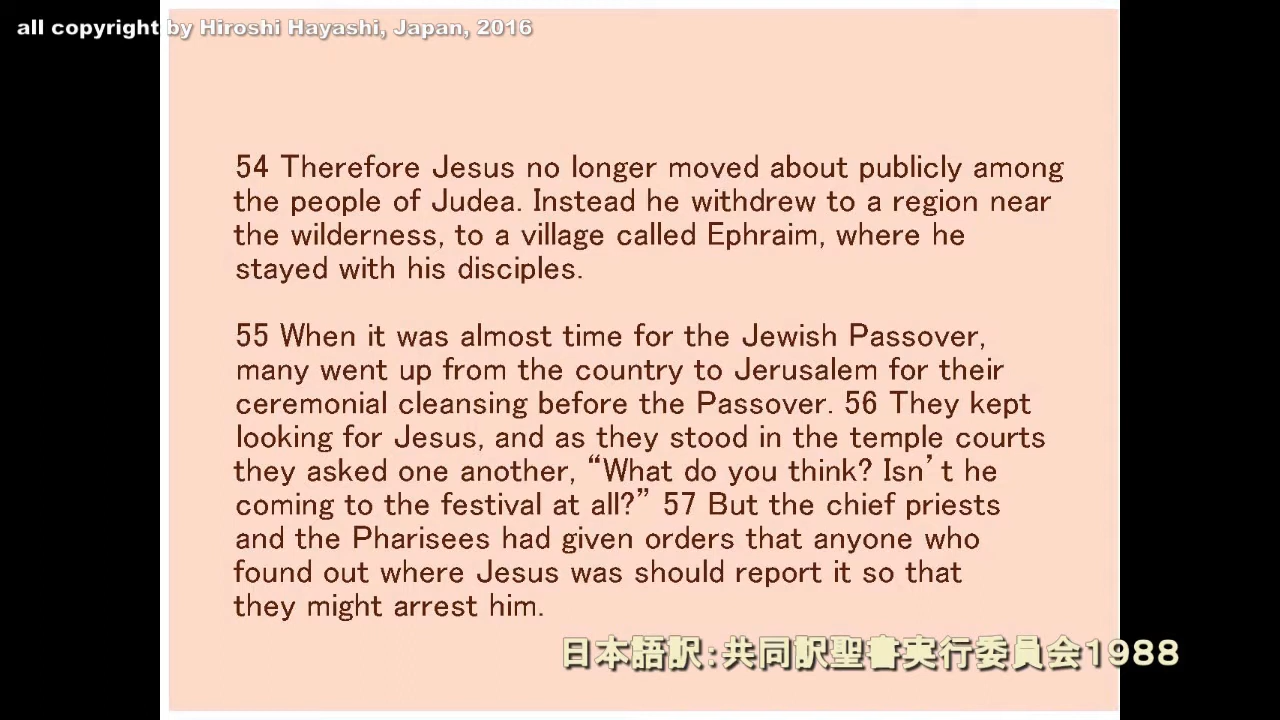 all copyright by Hiroshi Hayashi, Japan, 2016
54 Therefore Jesus no longer moved about publicly among
the people of Judea. Instead he withdrew to a region near
the wilderness, to a village called Ephraim, where he
stayed with his disciples.
55 When it was almost time for the Jewish Passover,
many went up from the country to Jerusalem for their
ceremonial cleansing before the Passover. 56 They kept
looking for Jesus, and as they stood in the temple courts
they asked one another, “What do you think? Isn’t he
coming to the festival at all?” 57 But the chief priests
and the Pharisees had given orders that anyone who
found out where Jesus was should report it so that
they might arrest him.
日本語訳：共同訳聖書実行委員会1988